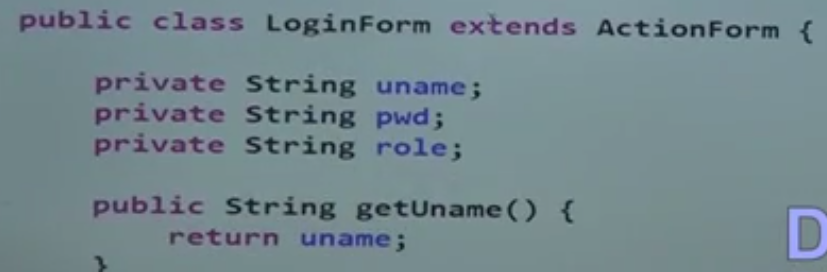 public class LoginForm extends ActionForm {
private String uname;
private String pwd;
private String role;
public String getUname() {
return uname;
}
D